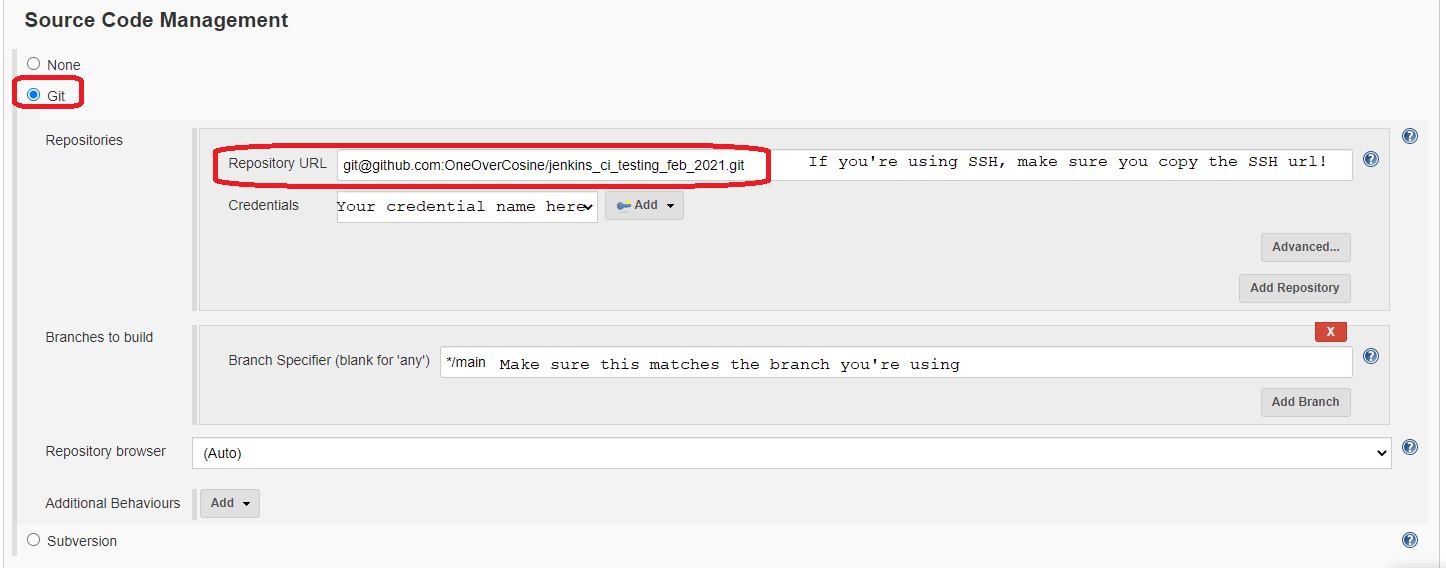 Source Code Management
None
Git
Repositories
Repository URL git@github.com:OneOverCosine/jenkins_ci_testing_feb_2021.git If you're using SSH, make sure you copy the SSH url!
Credentials Your credential name here Add
Advanced...
Add Repository
Branches to build
X
Branch Specifier (blank for 'any') */main Make sure this matches the branch you're using
Add Branch
Repository browser (Auto)
Additional Behaviours Add
Subversion